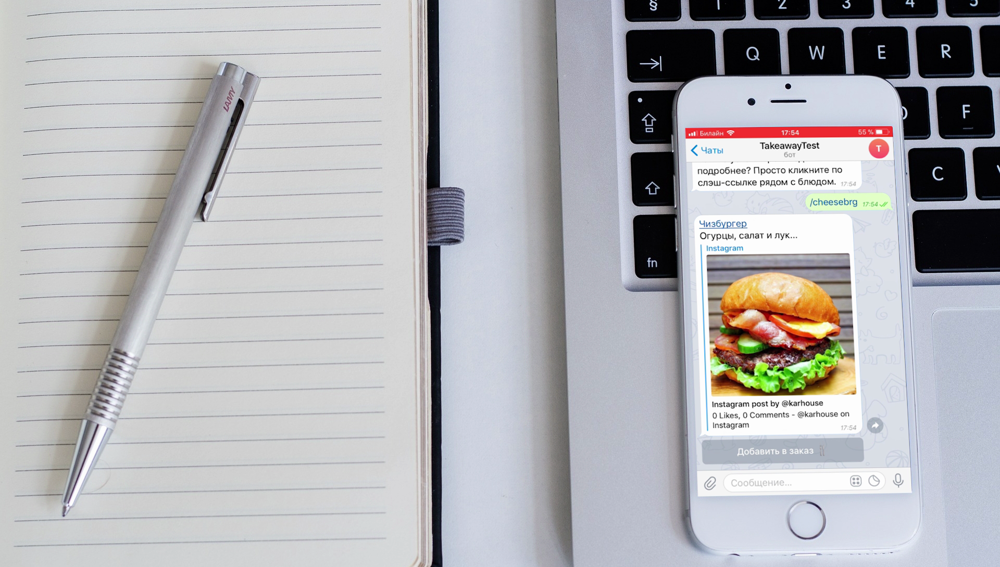 LAMY
§ 1 2 3 4 5
Q W E R
F
C
fn
Билайн 17:54 55 %
Чаты TakeawayTest T
бот
подробнее? Просто кликните по
слэш-ссылке рядом с блюдом. 17:54
/cheesebrg 17:54
Чизбургер
Огурцы, салат и лук...
Instagram
Instagram post by @karhouse
0 Likes, 0 Comments - @karhouse on
Instagram 17:54
Добавить в заказ
Сообщение...